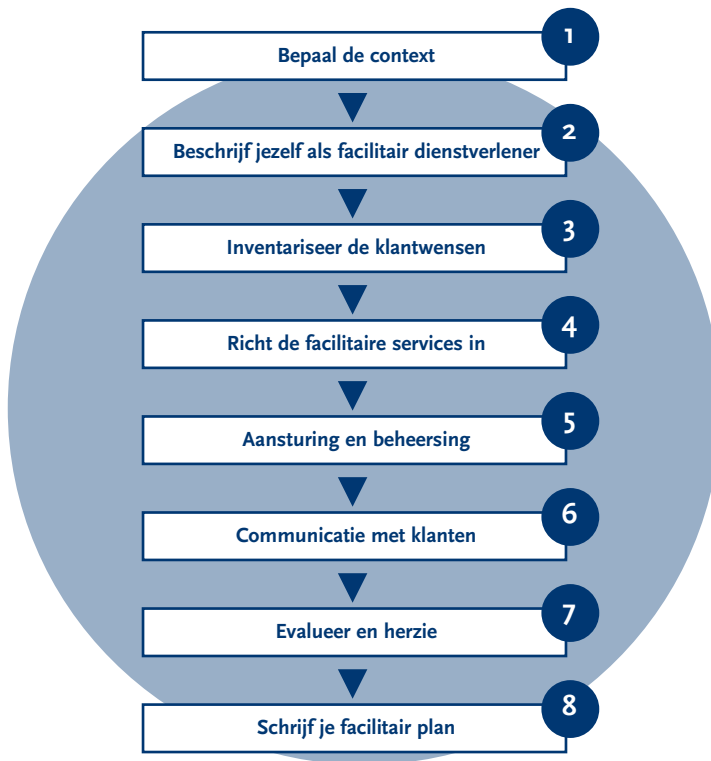 1
Bepaal de context
2
Beschrijf jezelf als facilitair dienstverlener
3
Inventariseer de klantwensen
4
Richt de facilitaire services in
5
Aansturing en beheersing
6
Communicatie met klanten
7
Evalueer en herzie
8
Schrijf je facilitair plan